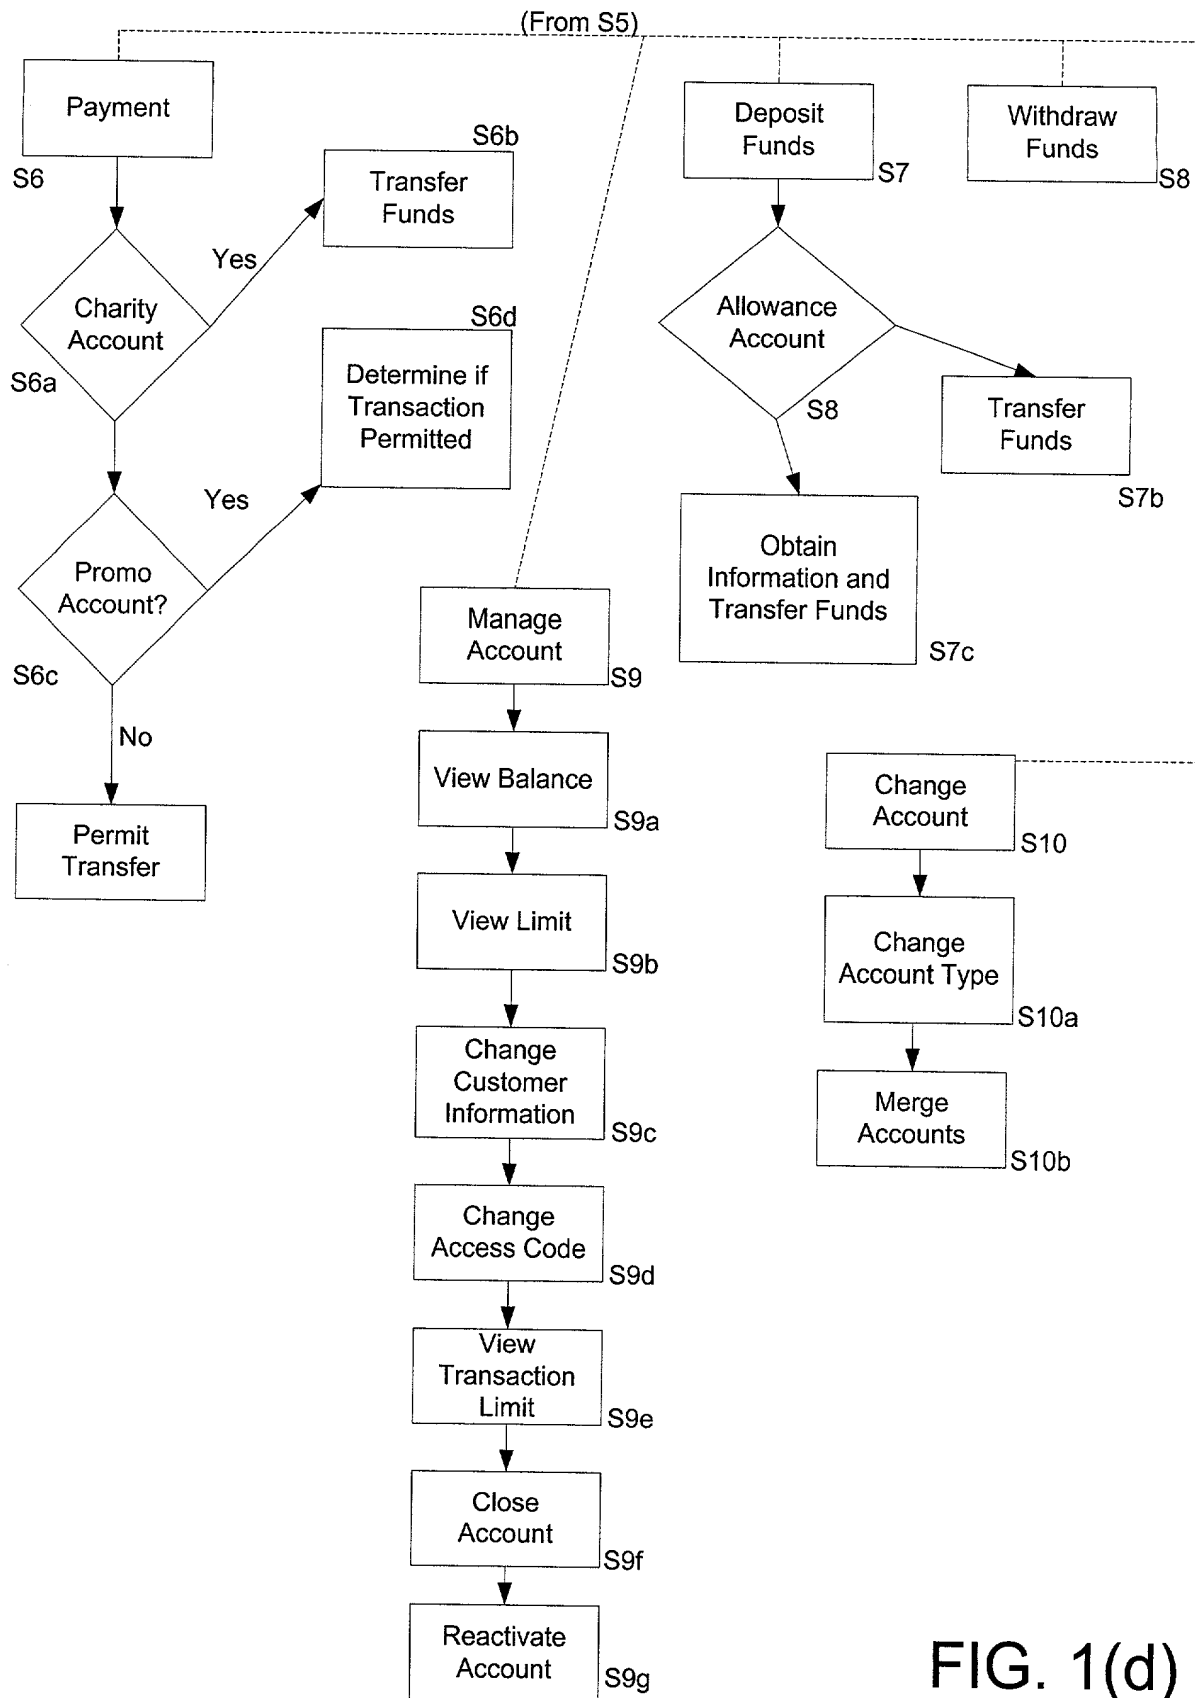 (From S5)
Payment
S6
Charity
Account
S6a
Yes
S6b
Transfer
Funds
S6d
Determine if
Transaction
Permitted
Yes
Promo
Account?
S6c
No
Permit
Transfer
Deposit
Funds
S7
Withdraw
Funds
S8
Allowance
Account
S8
Transfer
Funds
S7b
Obtain
Information and
Transfer Funds
S7c
Manage
Account
S9
View Balance
S9a
View Limit
S9b
Change
Customer
Information
S9c
Change
Access Code
S9d
View
Transaction
Limit
S9e
Close
Account
S9f
Reactivate
Account
S9g
Change
Account
S10
Change
Account Type
S10a
Merge
Accounts
S10b
FIG. 1(d)